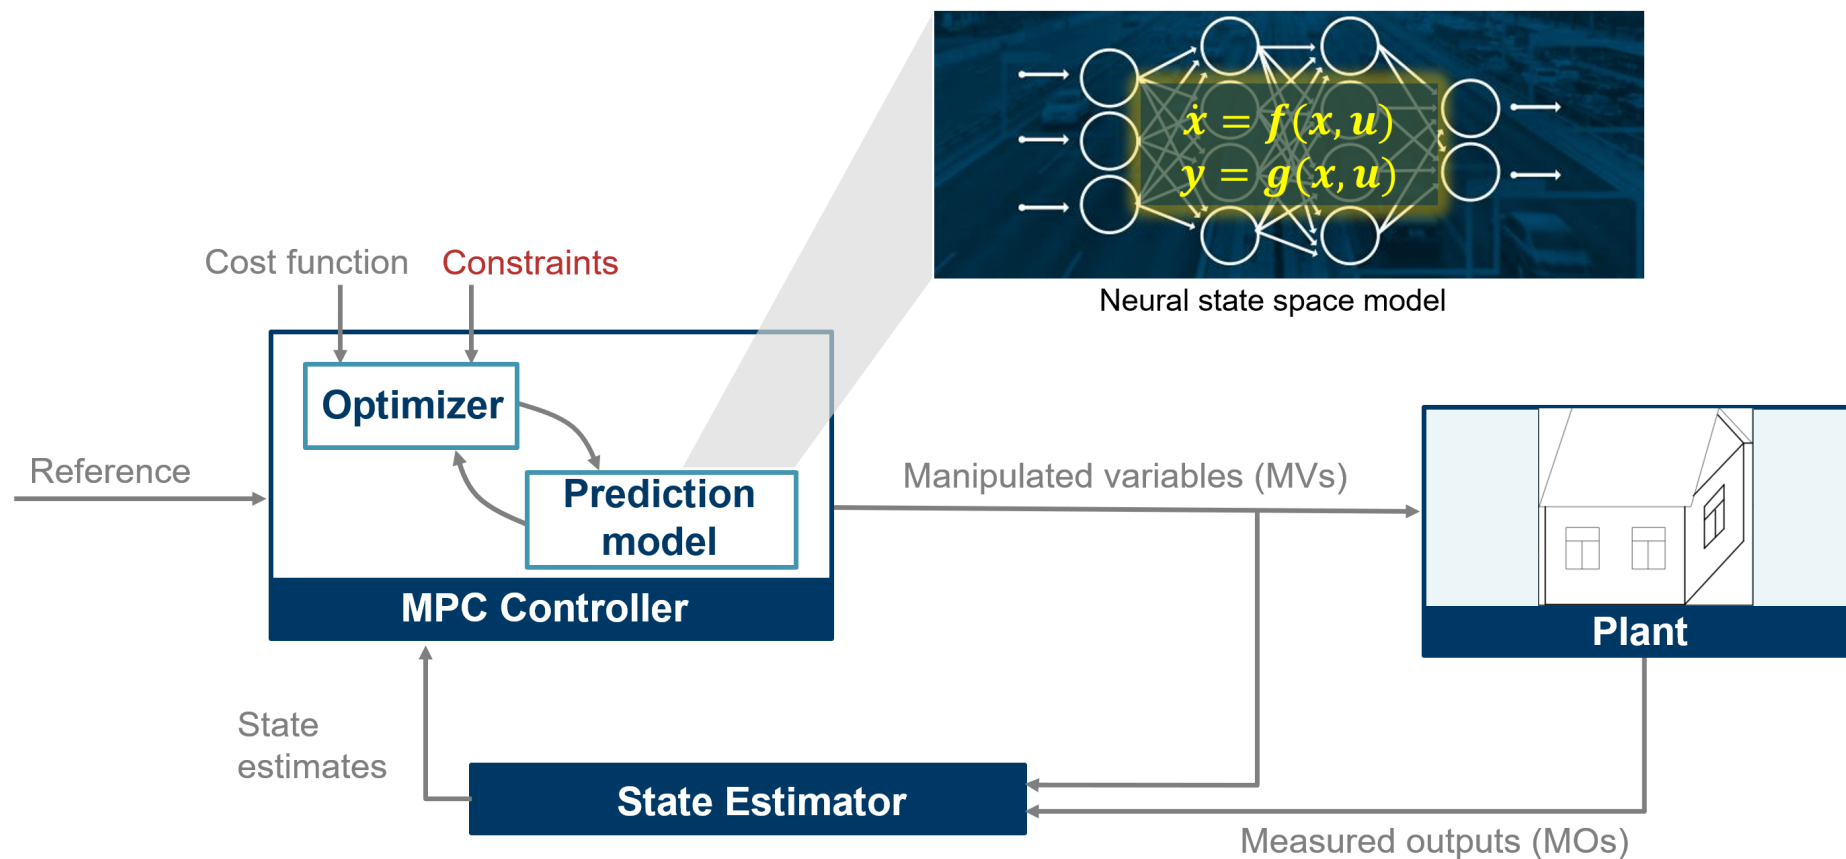 ẋ = f(x, u)
y = g(x, u)
Neural state space model
Cost function
Constraints
Optimizer
Prediction
model
MPC Controller
Reference
Manipulated variables (MVs)
Plant
State
estimates
State Estimator
Measured outputs (MOs)